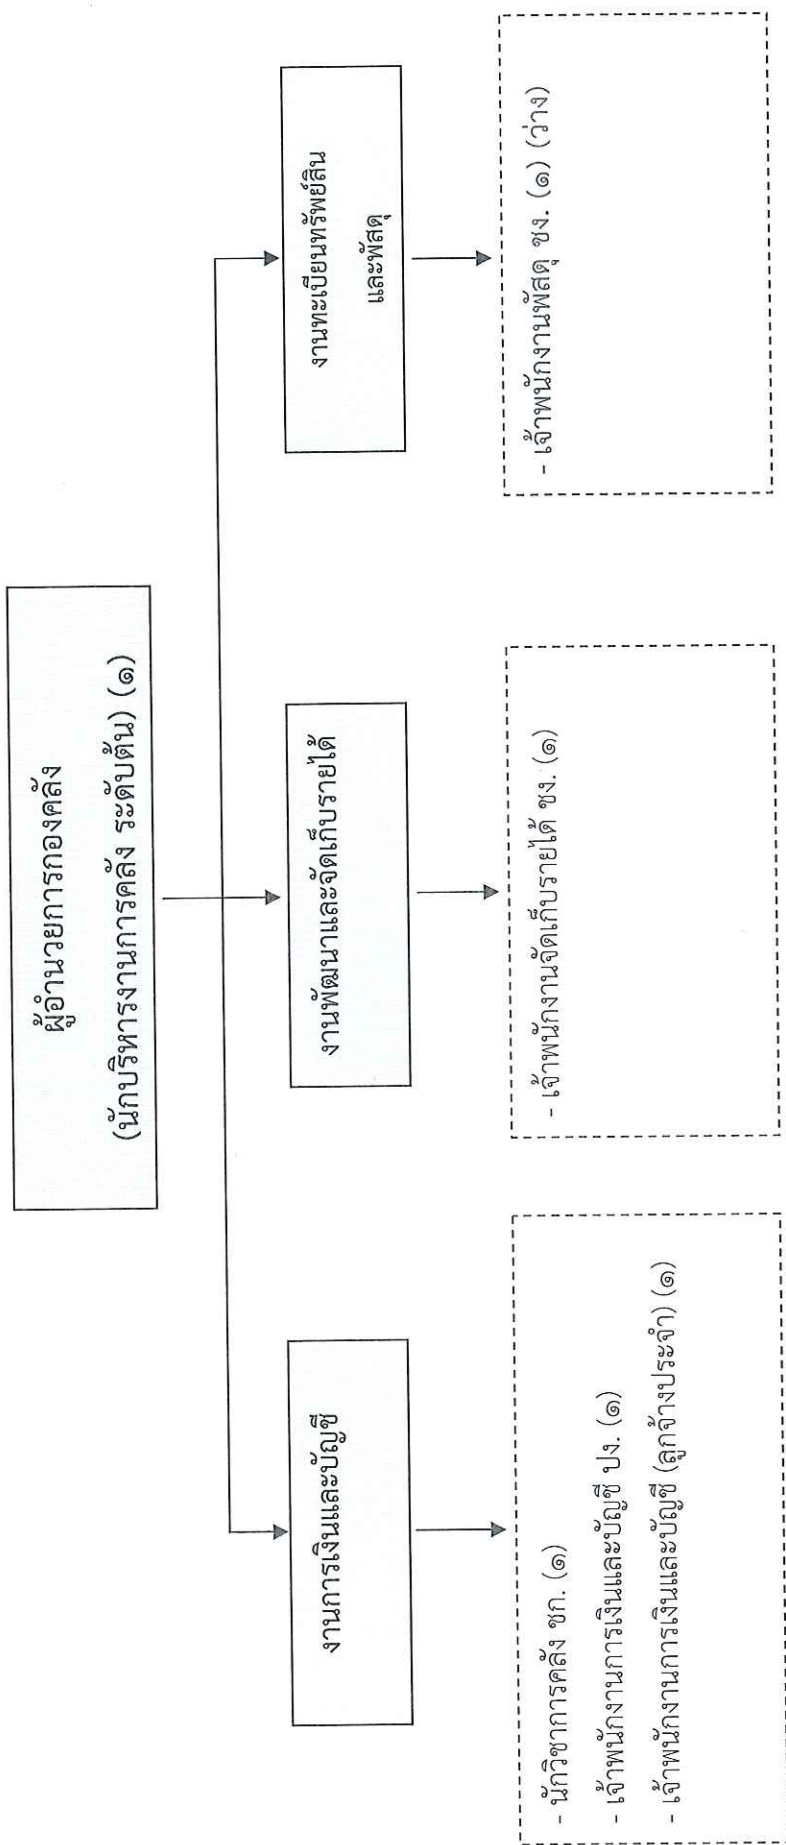 ผู้อำนวยการกองคลัง
(นักบริหารงานการคลัง ระดับต้น) (๑)
งานการเงินและบัญชี
งานพัฒนาและจัดเก็บรายได้
งานทะเบียนทรัพย์สิน
และพัสดุ
- นักวิชาการคลัง ชก. (๑)
- เจ้าพนักงานการเงินและบัญชี ปง. (๑)
- เจ้าพนักงานการเงินและบัญชี (ลูกจ้างประจำ) (๑)
- เจ้าพนักงานจัดเก็บรายได้ ชง. (๑)
- เจ้าพนักงานพัสดุ ชง. (๑) (ว่าง)